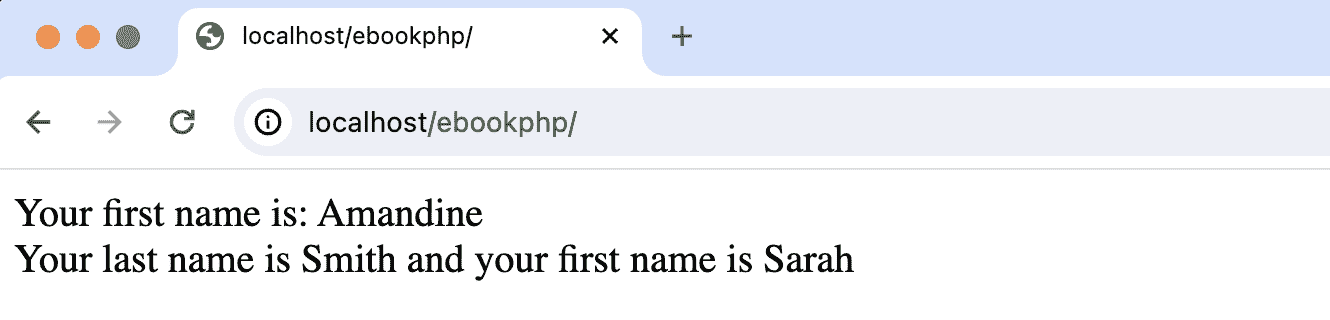 localhost/ebookphp/
localhost/ebookphp/
Your first name is: Amandine
Your last name is Smith and your first name is Sarah